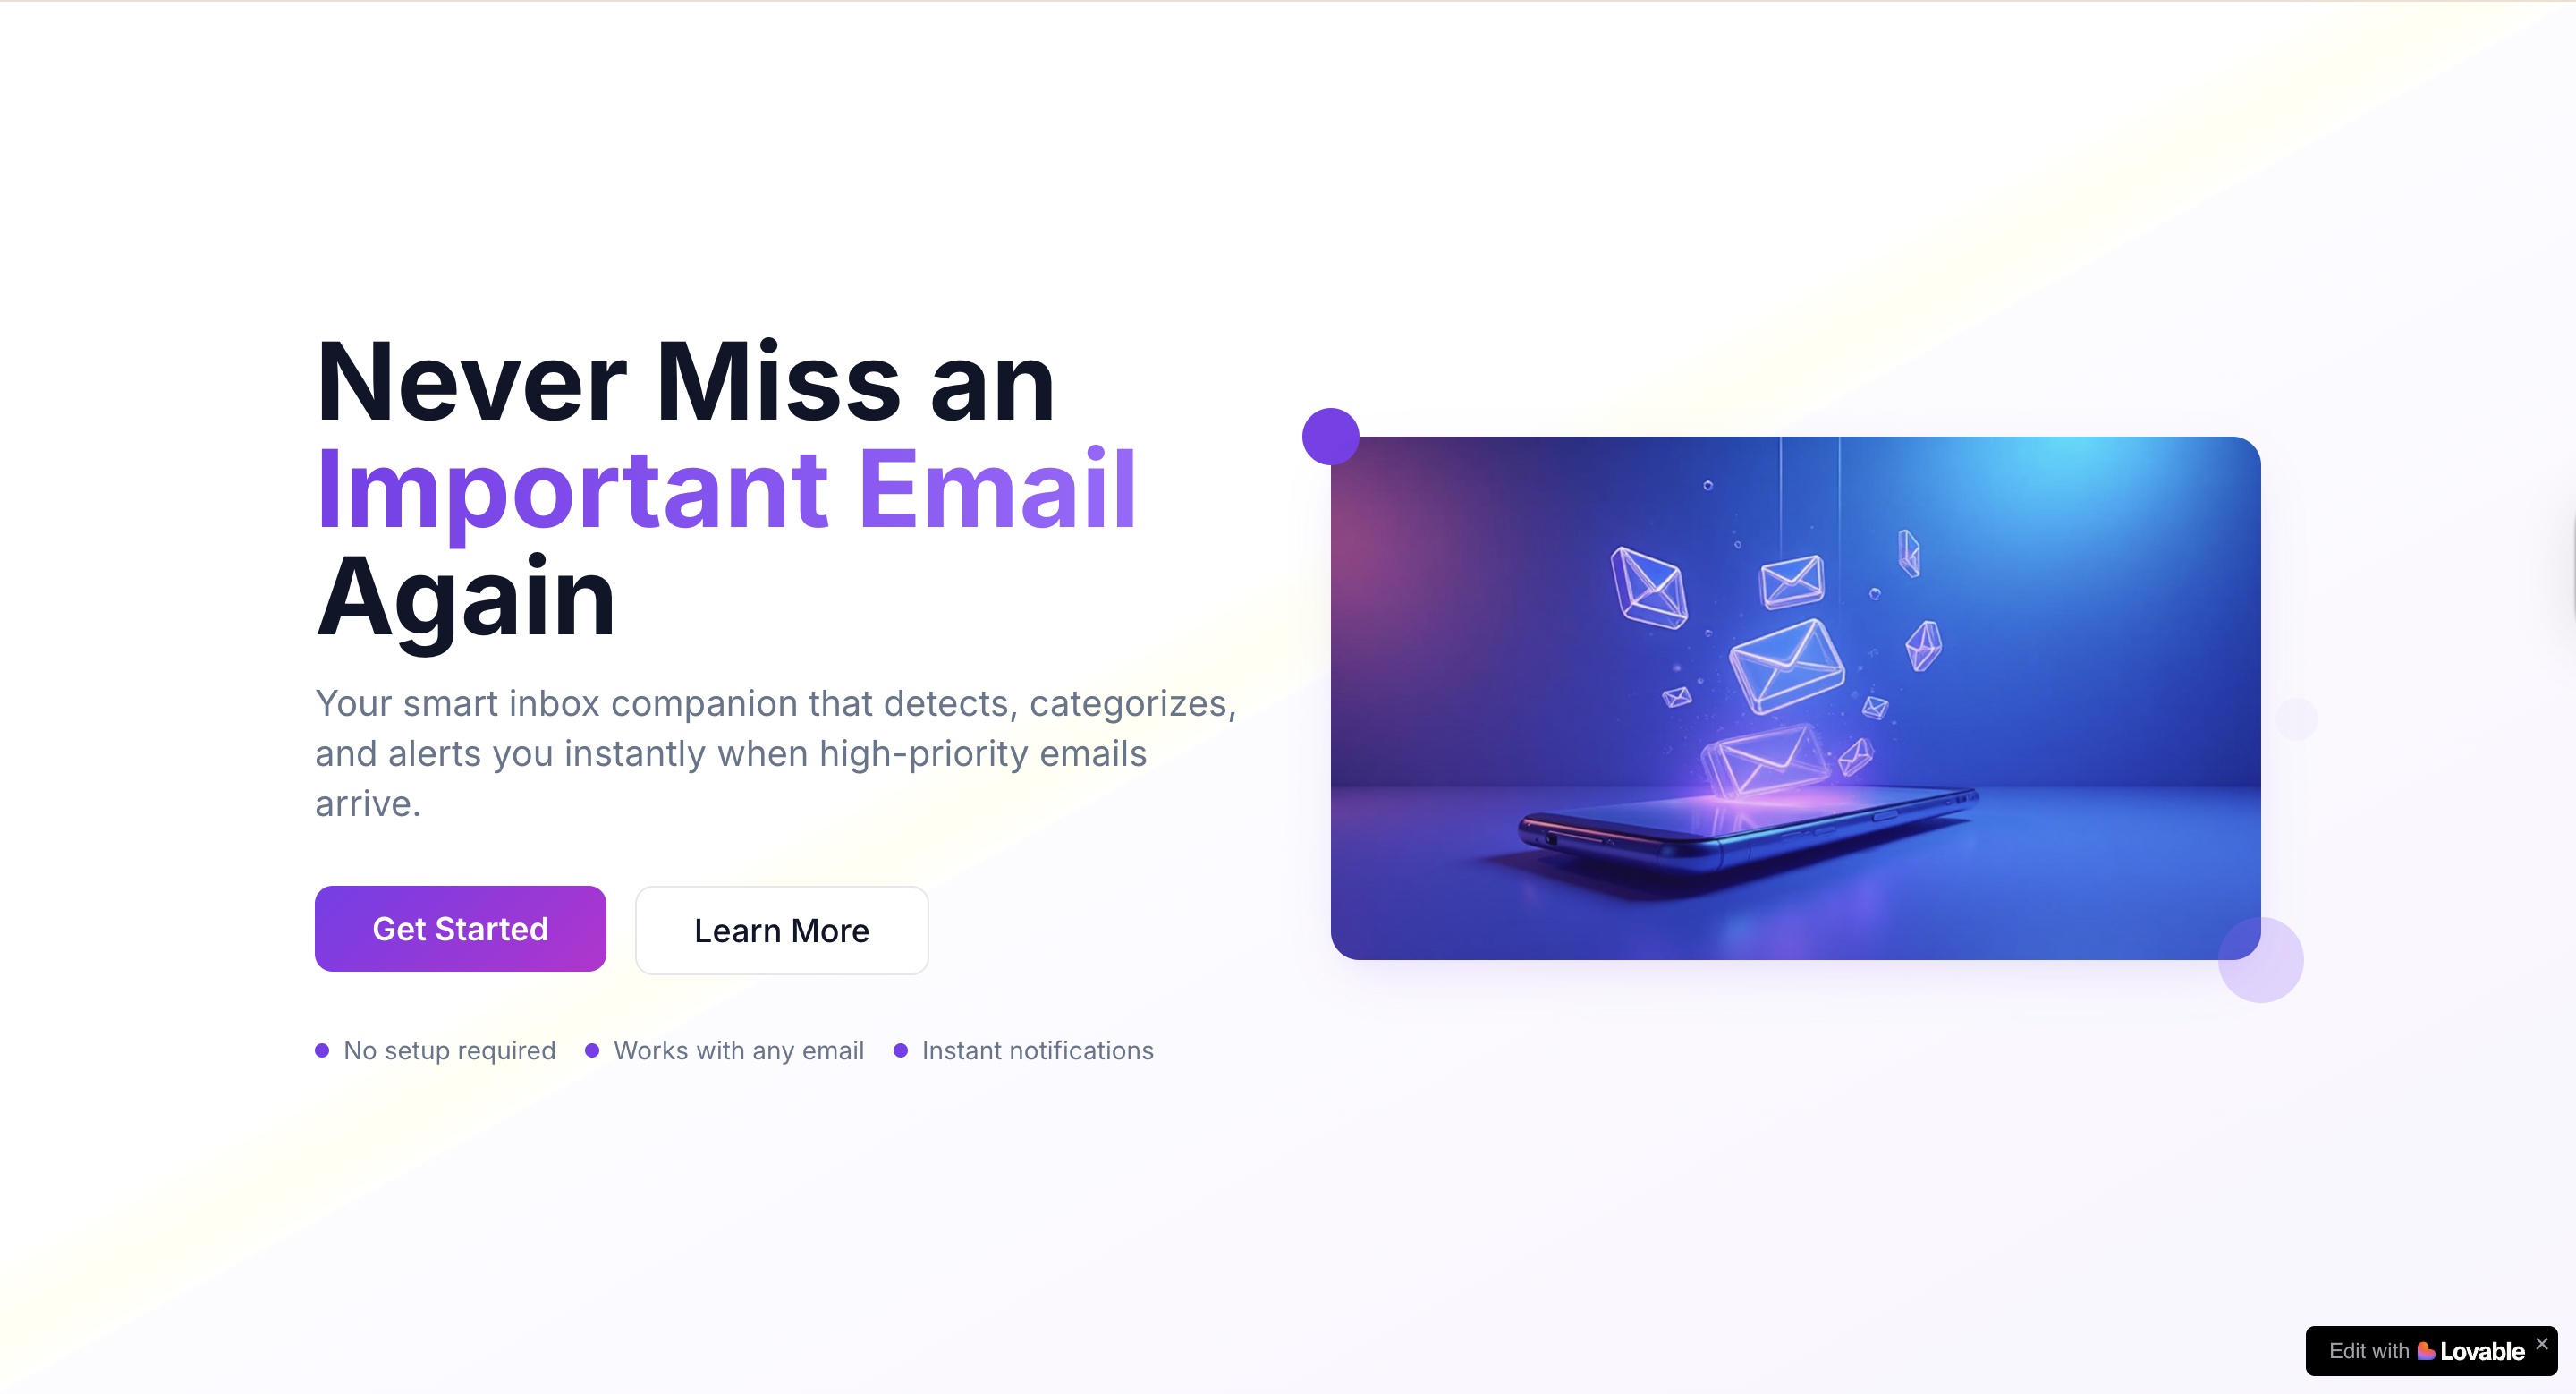 Never Miss an
Important Email
Again
Your smart inbox companion that detects, categorizes,
and alerts you instantly when high-priority emails
arrive.
Get Started
Learn More
No setup required
Works with any email
Instant notifications
Edit with Lovable